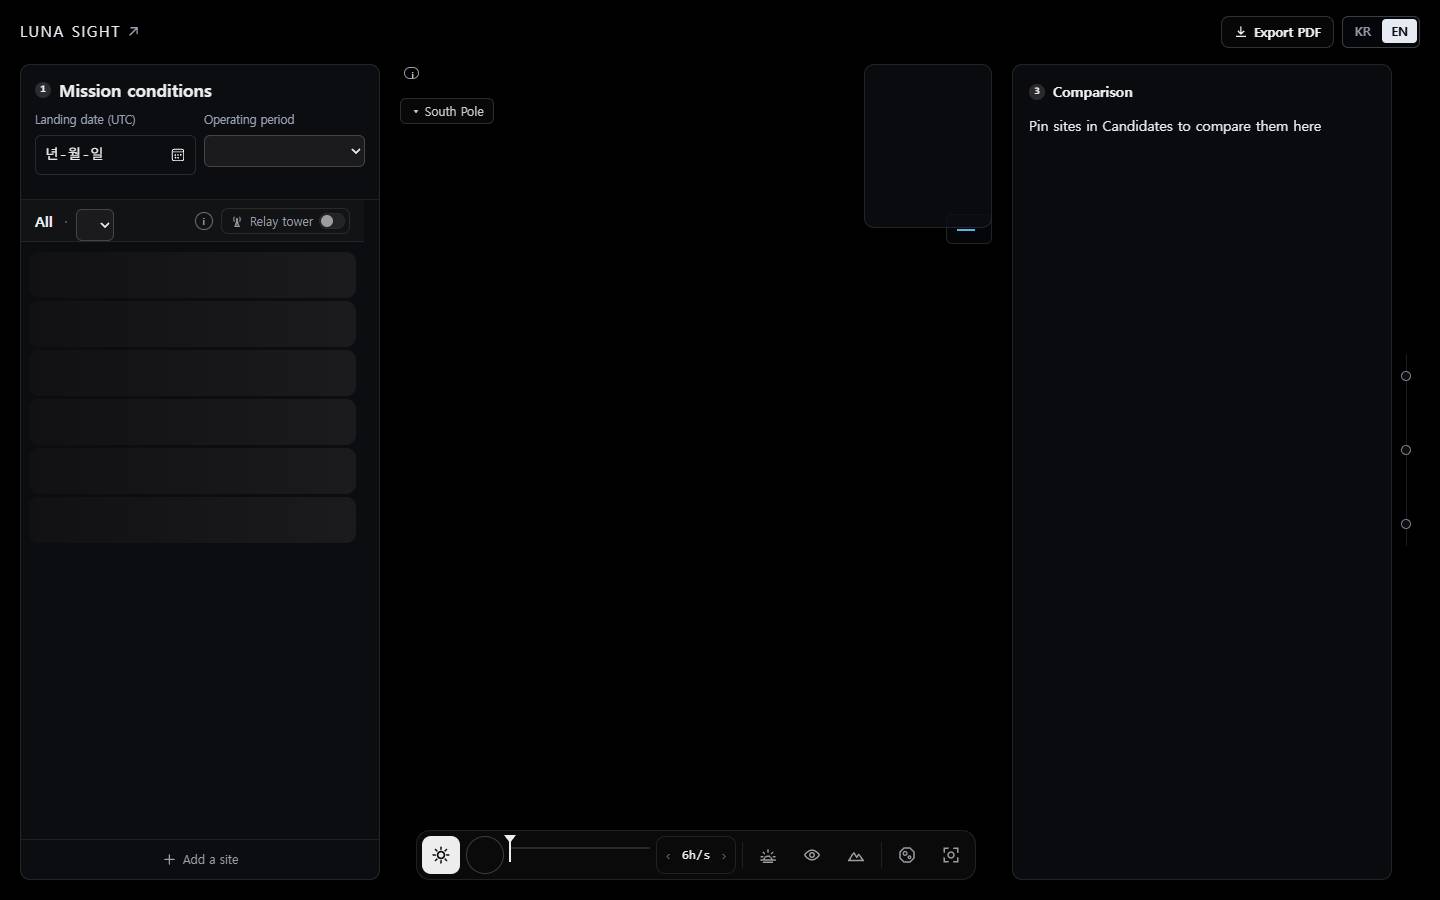 LUNA SIGHT ↗
Export PDF
KR EN
1 Mission conditions
Landing date (UTC) Operating period
년-월-일
All ·
Relay tower
+ Add a site
South Pole
‹ 6h/s ›
3 Comparison
Pin sites in Candidates to compare them here